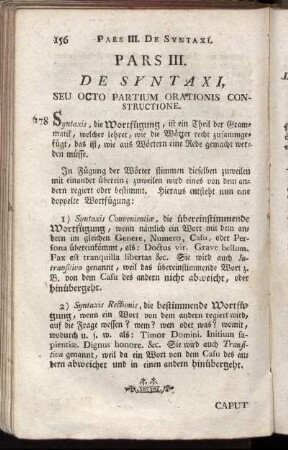 156 PARS III. DE SYNTAXI.
PARS III.
DE SYNTAXI,
SEU OCTO PARTIUM ORATIONIS CON-
STRUCTIONE.
178 Syntaxis, die Wortfügung, ist ein Theil der Gram-
matik, welcher lehret, wie die Wörter recht zusammge-
fügt, das ist, wie aus Wörtern eine Rede gemacht wer-
den müsse.
In Fügung der Wörter stimmen dieselben zuweilen
mit einander überein; zuweilen wird eines von dem an-
dern regiert oder bestimmt. Hieraus entsteht nun eine
doppelte Wortfügung:
1) Syntaxis Convenientiæ, die übereinstimmende
Wortfügung, wenn nämlich ein Wort mit dem an-
dern im gleichen Genere, Numero, Casu, oder Per-
sona übereinkömmt, als: Doctus vir. Grave bellum.
Pax est tranquilla libertas &c. Sie wird auch In-
transitiva genannt, weil das übereinstimmende Wort z.
B. von dem Casu des andern nicht abweicht, oder
hinübergeht.
2) Syntaxis Rectionis, die bestimmende Wortfü-
gung, wenn ein Wort von dem andern regiert wird,
auf die Frage wessen? wem? wen oder was? womit,
wodurch u. s. w. als: Timor Domini. Initium sa-
pientiæ. Dignus honore. &c. Sie wird auch Transi-
tiva genannt, weil da ein Wort von dem Casu des an-
dern abweichet und in einen andern hinübergeht.
CAPUT